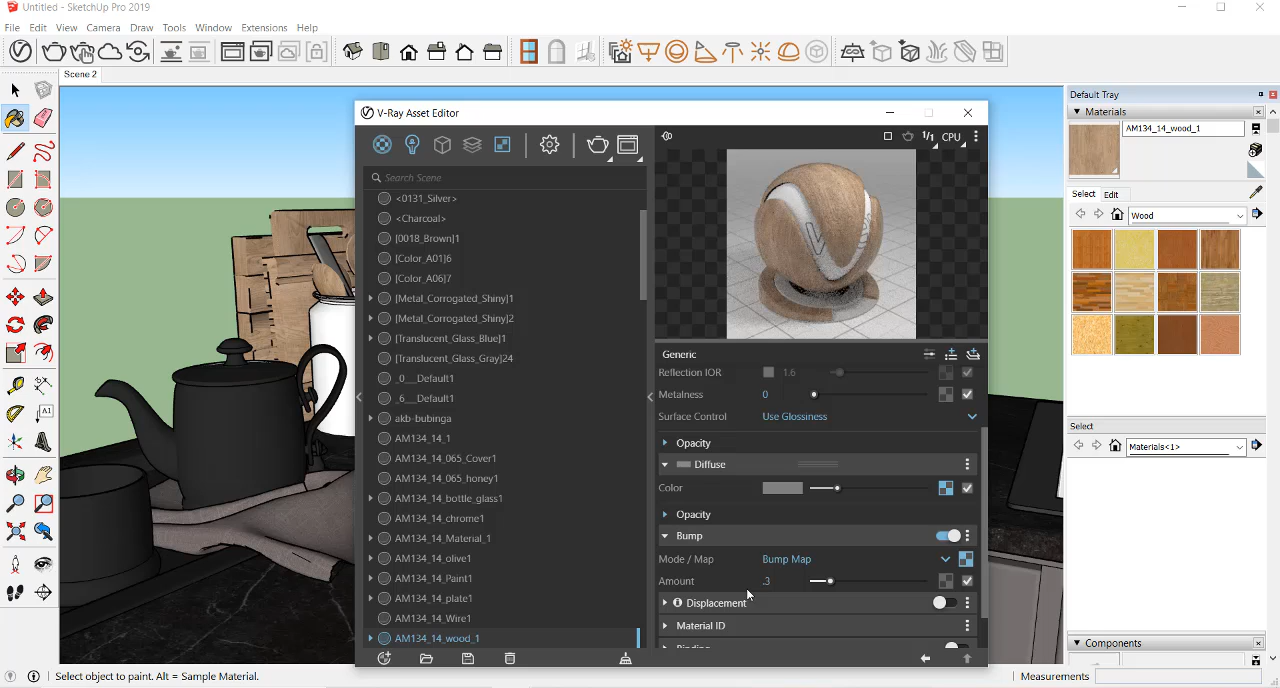 Untitled - SketchUp Pro 2019
File Edit View Camera Draw Tools Window Extensions Help
Scene 2
V-Ray Asset Editor
Search Scene
<0131_Silver>
<Charcoal>
[0018_Brown]1
[Color_A01]6
[Color_A06]7
[Metal_Corrogated_Shiny]1
[Metal_Corrogated_Shiny]2
[Translucent_Glass_Blue]1
[Translucent_Glass_Gray]24
_0__Default1
_6__Default1
akb-bubinga
AM134_14_1
AM134_14_065_Cover1
AM134_14_065_honey1
AM134_14_bottle_glass1
AM134_14_chrome1
AM134_14_Material_1
AM134_14_olive1
AM134_14_Paint1
AM134_14_plate1
AM134_14_Wire1
AM134_14_wood_1
1/1 CPU
Generic
Reflection IOR 1.6
Metalness 0
Surface Control Use Glossiness
Opacity
Diffuse
Color
Opacity
Bump
Mode / Map Bump Map
Amount .3
Displacement
Material ID
Default Tray
Materials
AM134_14_wood_1
Select Edit
Wood
Select
Materials<1>
Components
A1
Select object to paint. Alt = Sample Material.
Measurements